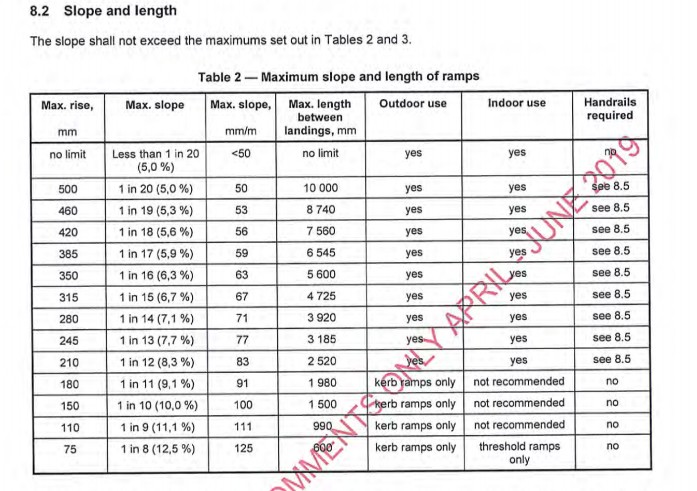 8.2 Slope and length
The slope shall not exceed the maximums set out in Tables 2 and 3.
Table 2 — Maximum slope and length of ramps
Max. rise, mm | Max. slope | Max. slope, mm/m | Max. length between landings, mm | Outdoor use | Indoor use | Handrails required
no limit | Less than 1 in 20 (5,0 %) | <50 | no limit | yes | yes | no
500 | 1 in 20 (5,0 %) | 50 | 10 000 | yes | yes | see 8.5
460 | 1 in 19 (5,3 %) | 53 | 8 740 | yes | yes | see 8.5
420 | 1 in 18 (5,6 %) | 56 | 7 560 | yes | yes | see 8.5
385 | 1 in 17 (5,9 %) | 59 | 6 545 | yes | yes | see 8.5
350 | 1 in 16 (6,3 %) | 63 | 5 600 | yes | yes | see 8.5
315 | 1 in 15 (6,7 %) | 67 | 4 725 | yes | yes | see 8.5
280 | 1 in 14 (7,1 %) | 71 | 3 920 | yes | yes | see 8.5
245 | 1 in 13 (7,7 %) | 77 | 3 185 | yes | yes | see 8.5
210 | 1 in 12 (8,3 %) | 83 | 2 520 | yes | yes | see 8.5
180 | 1 in 11 (9,1 %) | 91 | 1 980 | kerb ramps only | not recommended | no
150 | 1 in 10 (10,0 %) | 100 | 1 500 | kerb ramps only | not recommended | no
110 | 1 in 9 (11,1 %) | 111 | 990 | kerb ramps only | not recommended | no
75 | 1 in 8 (12,5 %) | 125 | 600 | kerb ramps only | threshold ramps only | no
OMMENTS ONLY APRIL - JUNE 2019